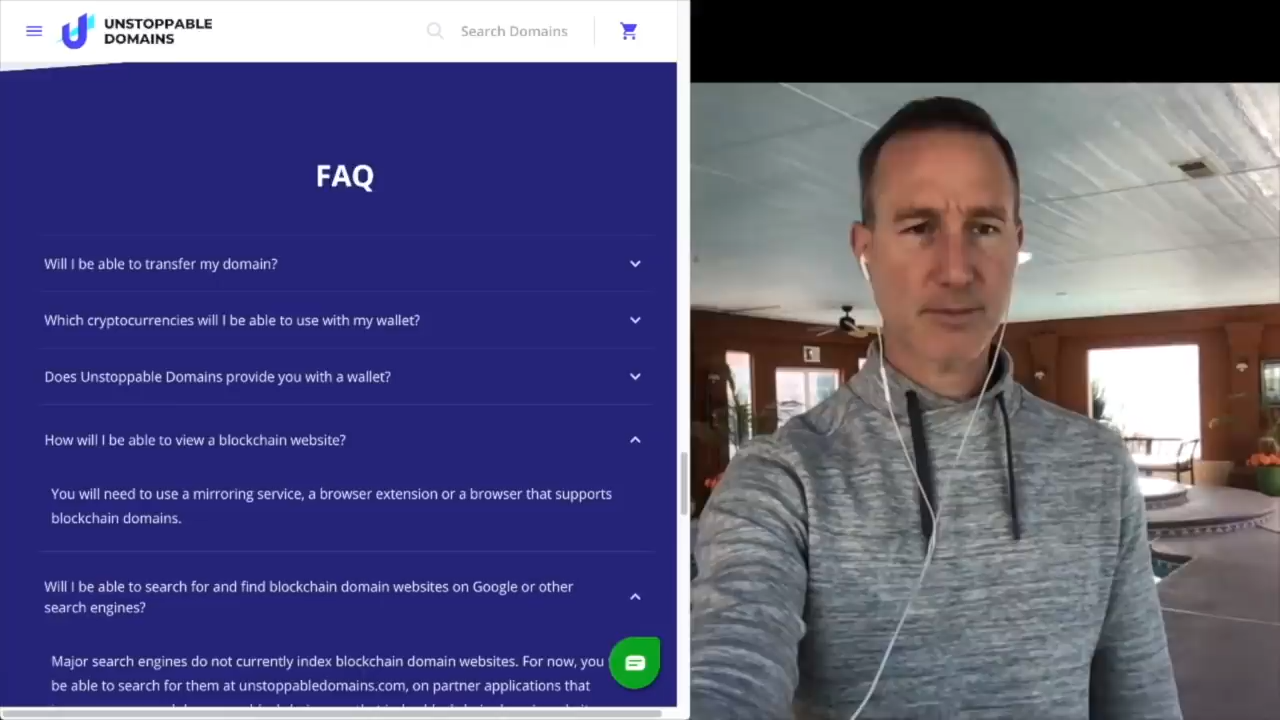 UNSTOPPABLE
DOMAINS
Search Domains
FAQ
Will I be able to transfer my domain?
Which cryptocurrencies will I be able to use with my wallet?
Does Unstoppable Domains provide you with a wallet?
How will I be able to view a blockchain website?
You will need to use a mirroring service, a browser extension or a browser that supports
blockchain domains.
Will I be able to search for and find blockchain domain websites on Google or other
search engines?
Major search engines do not currently index blockchain domain websites. For now, you
be able to search for them at unstoppabledomains.com, on partner applications that